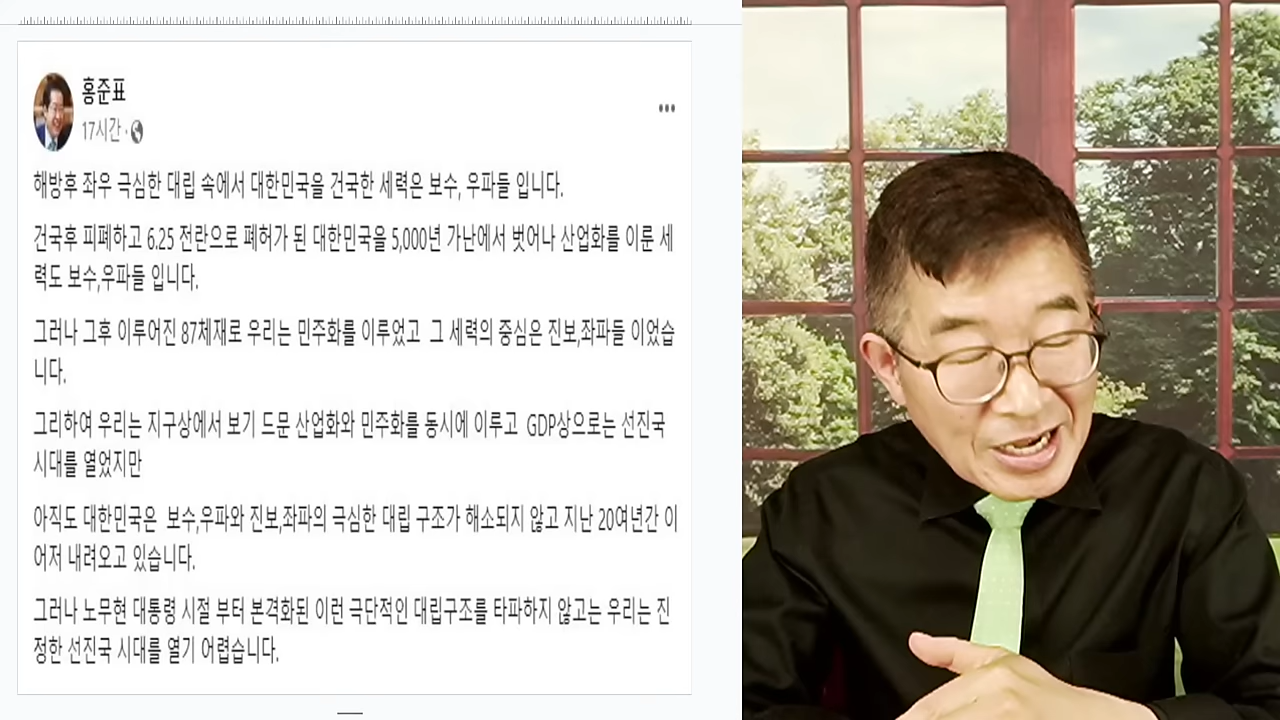 홍준표
17시간 ·
해방후 좌우 극심한 대립 속에서 대한민국을 건국한 세력은 보수, 우파들 입니다.
건국후 피폐하고 6.25 전란으로 폐허가 된 대한민국을 5,000년 가난에서 벗어나 산업화를 이룬 세
력도 보수,우파들 입니다.
그러나 그후 이루어진 87체재로 우리는 민주화를 이루었고 그 세력의 중심은 진보,좌파들 이었습
니다.
그리하여 우리는 지구상에서 보기 드문 산업화와 민주화를 동시에 이루고 GDP상으로는 선진국
시대를 열었지만
아직도 대한민국은 보수,우파와 진보,좌파의 극심한 대립 구조가 해소되지 않고 지난 20여년간 이
어져 내려오고 있습니다.
그러나 노무현 대통령 시절 부터 본격화된 이런 극단적인 대립구조를 타파하지 않고는 우리는 진
정한 선진국 시대를 열기 어렵습니다.